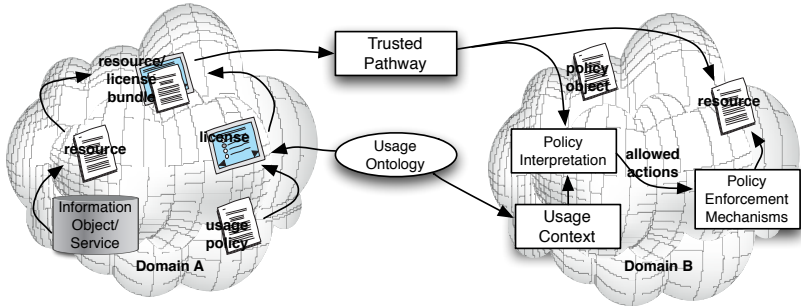 resource/
license
bundle
resource
license
Information
Object/
Service
usage
policy
Domain A
Trusted
Pathway
Usage
Ontology
policy
object
resource
Policy
Interpretation
allowed
actions
Usage
Context
Policy
Enforcement
Mechanisms
Domain B